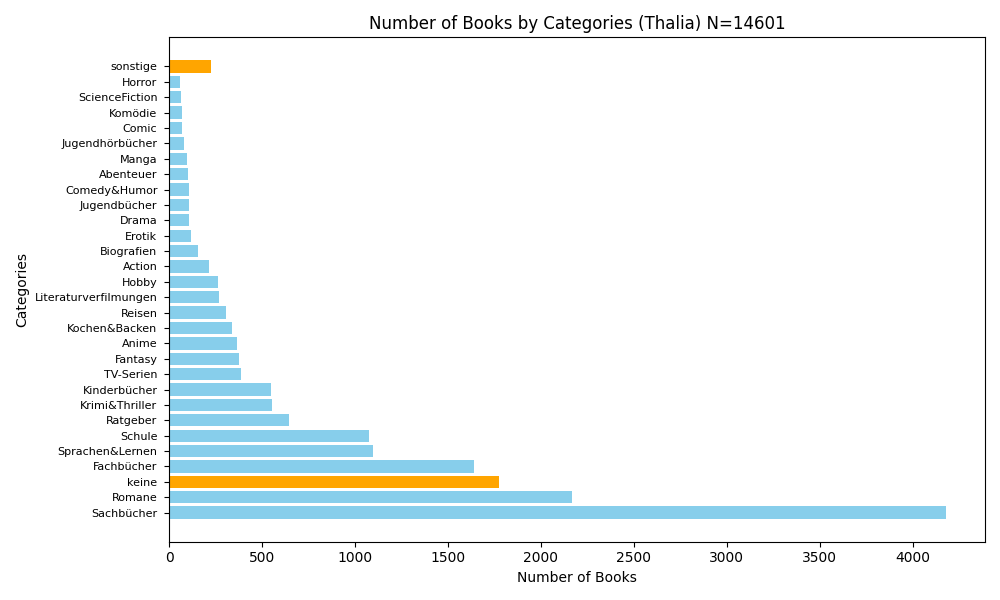 Number of Books by Categories (Thalia) N=14601
Categories
sonstige
Horror
ScienceFiction
Komödie
Comic
Jugendhörbücher
Manga
Abenteuer
Comedy&Humor
Jugendbücher
Drama
Erotik
Biografien
Action
Hobby
Literaturverfilmungen
Reisen
Kochen&Backen
Anime
Fantasy
TV-Serien
Kinderbücher
Krimi&Thriller
Ratgeber
Schule
Sprachen&Lernen
Fachbücher
keine
Romane
Sachbücher
0 500 1000 1500 2000 2500 3000 3500 4000
Number of Books